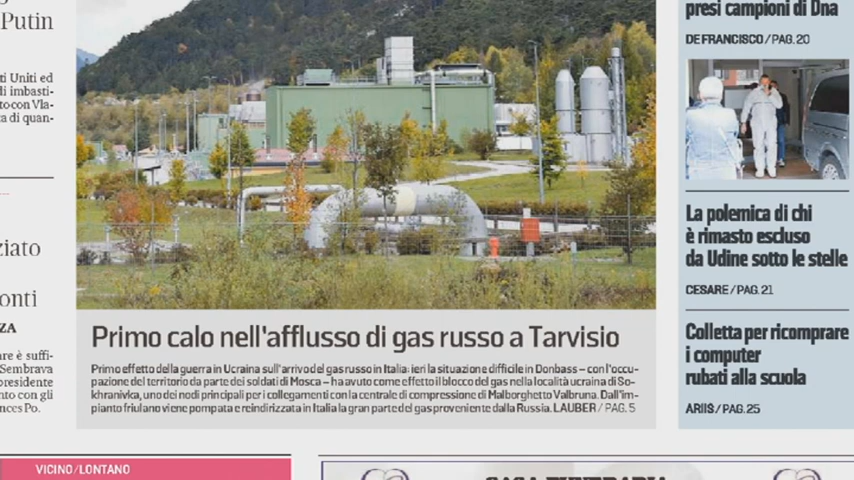 Putin
ti Uniti ed
di imbasti-
to con Vla-
a di quan-
ziato
onti
ZA
are è suffi-
Sembrava
presidente
nto con gli
nces Po.
Primo calo nell'afflusso di gas russo a Tarvisio
Primo effetto della guerra in Ucraina sull'arrivo del gas russo in Italia: ieri la situazione difficile in Donbass – con l'occu-
pazione del territorio da parte dei soldati di Mosca – ha avuto come effetto il blocco del gas nella località ucraina di So-
khranivka, uno dei nodi principali per i collegamenti con la centrale di compressione di Malborghetto Valbruna. Dall'im-
pianto friulano viene pompata e reindirizzata in Italia la gran parte del gas proveniente dalla Russia. LAUBER / PAG. 5
presi campioni di Dna
DE FRANCISCO / PAG. 20
La polemica di chi
è rimasto escluso
da Udine sotto le stelle
CESARE / PAG. 21
Colletta per ricomprare
i computer
rubati alla scuola
ARIIS / PAG. 25
VICINO/LONTANO
CASA FUNERARIA